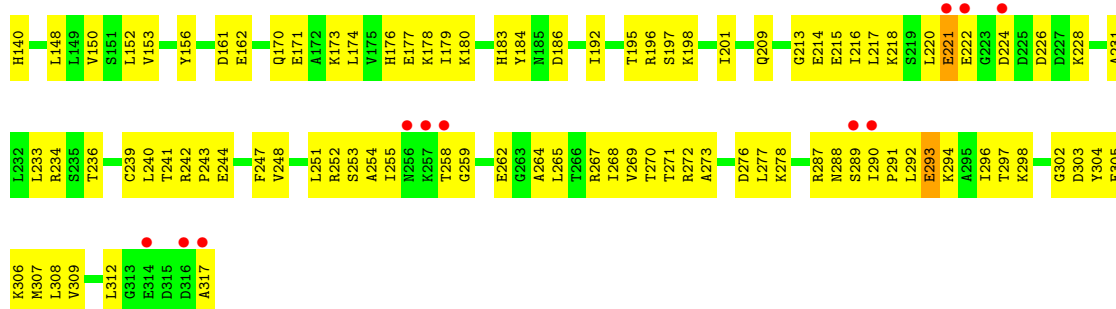 H140 L148 L149 V150 S151 L152 V153 Y156 D161 E162 Q170 E171 A172 K173 L174 V175 H176 E177 K178 I179 K180 H183 Y184 N185 D186 I192 T195 R196 S197 K198 I201 Q209 G213 E214 E215 I216 L217 K218 S219 L220 E221 E222 G223 D224 D225 D226 D227 K228 A231
L232 L233 R234 S235 T236 C239 L240 T241 R242 P243 E244 F247 V248 L251 R252 S253 A254 I255 N256 K257 T258 G259 E262 G263 A264 L265 T266 R267 I268 V269 T270 T271 R272 A273 D276 L277 K278 R287 N288 S289 I290 P291 L292 E293 K294 A295 I296 T297 K298 G302 D303 Y304
K306 M307 L308 V309 L312 G313 E314 D315 D316 A317